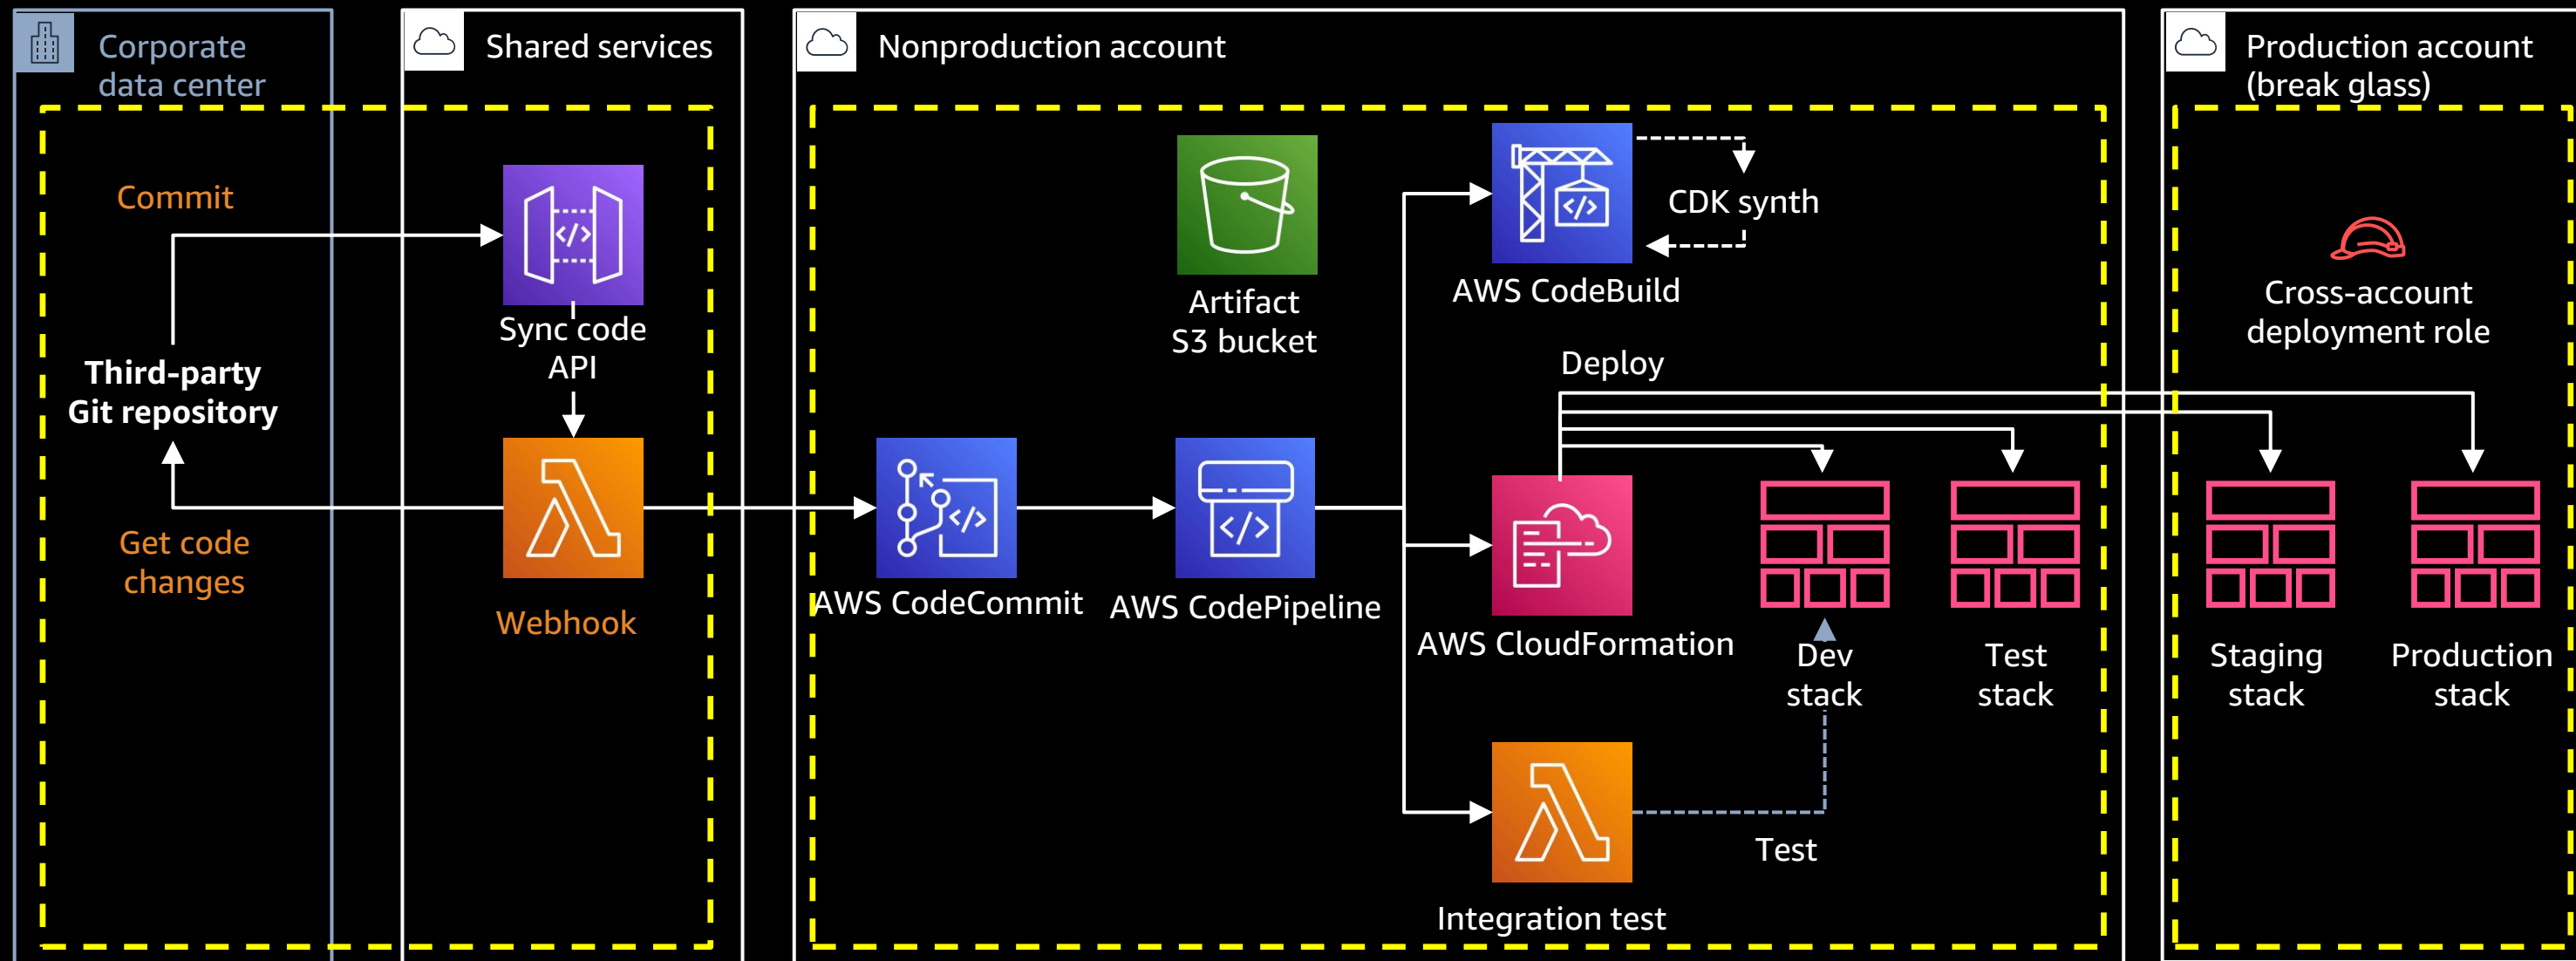 Corporate
data center
Shared services
Nonproduction account
Production account
(break glass)
Commit
</>
Sync code
API
Third-party
Git repository
Get code
changes
Webhook
Artifact
S3 bucket
</>
CDK synth
AWS CodeBuild
Cross-account
deployment role
Deploy
</>
AWS CodeCommit
</>
AWS CodePipeline
AWS CloudFormation
Dev
stack
Test
stack
Staging
stack
Production
stack
Test
Integration test